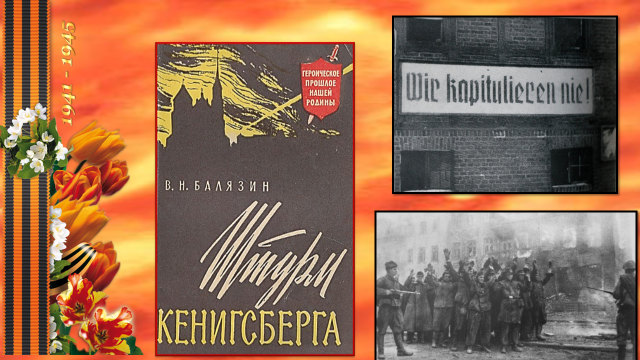 1941 - 1945
ГЕРОИЧЕСКОЕ
ПРОШЛОЕ
НАШЕЙ
РОДИНЫ
В. Н. БАЛЯЗИН
Штурм
КЕНИГСБЕРГА
Wir kapitulieren nie!